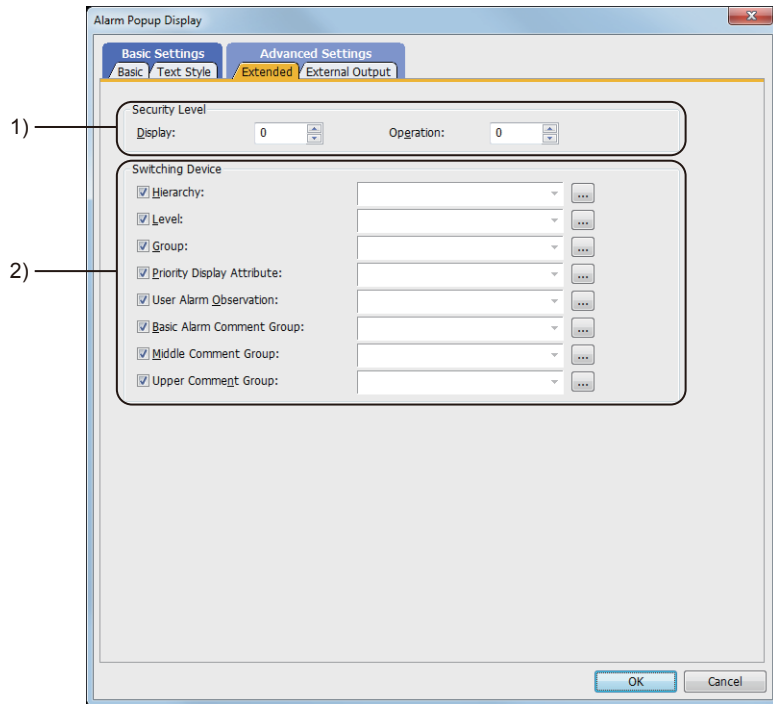 Alarm Popup Display
Basic Settings Advanced Settings
Basic Text Style Extended External Output
1)
Security Level
Display: 0 Operation: 0
2)
Switching Device
Hierarchy: ...
Level: ...
Group: ...
Priority Display Attribute: ...
User Alarm Observation: ...
Basic Alarm Comment Group: ...
Middle Comment Group: ...
Upper Comment Group: ...
OK Cancel